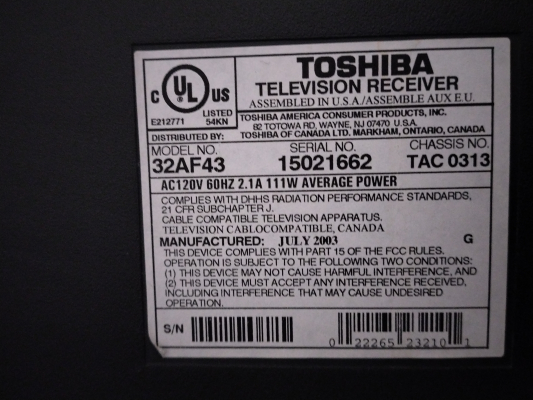 TOSHIBA
TELEVISION RECEIVER
ASSEMBLED IN U.S.A./ASSEMBLE AUX E.U.
C UL US
E212771
LISTED
54KN
DISTRIBUTED BY:
TOSHIBA AMERICA CONSUMER PRODUCTS, INC.
82 TOTOWA RD, WAYNE, NJ 07470 U.S.A.
TOSHIBA OF CANADA LTD. MARKHAM, ONTARIO, CANADA
MODEL NO. SERIAL NO. CHASSIS NO.
32AF43 15021662 TAC 0313
AC120V 60HZ 2.1A 111W AVERAGE POWER
COMPLIES WITH DHHS RADIATION PERFORMANCE STANDARDS,
21 CFR SUBCHAPTER J.
CABLE COMPATIBLE TELEVISION APPARATUS.
TELEVISION CABLOCOMPATIBLE, CANADA
MANUFACTURED: JULY 2003 G
THIS DEVICE COMPLIES WITH PART 15 OF THE FCC RULES.
OPERATION IS SUBJECT TO THE FOLLOWING TWO CONDITIONS:
(1) THIS DEVICE MAY NOT CAUSE HARMFUL INTERFERENCE, AND
(2) THIS DEVICE MUST ACCEPT ANY INTERFERENCE RECEIVED,
INCLUDING INTERFERENCE THAT MAY CAUSE UNDESIRED
OPERATION.
S/N
0 22265 23210 1